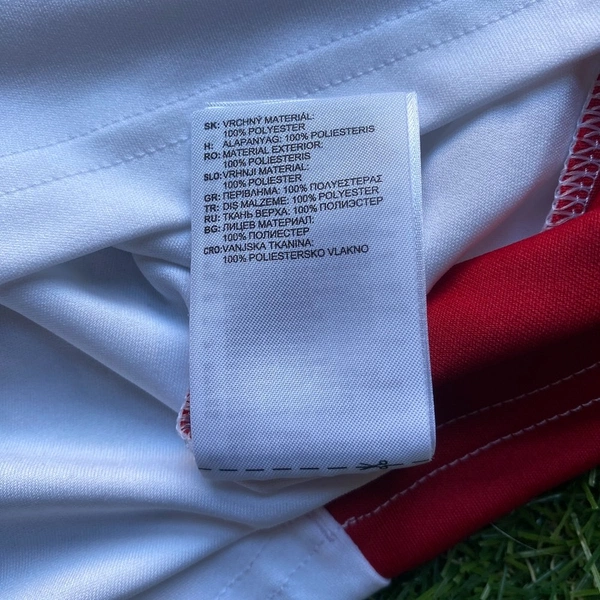 SK: VRCHNÝ MATERIÁL:
100% POLYESTER
H: ALAPANYAG: 100% POLIESTERIS
RO: MATERIAL EXTERIOR:
100% POLIESTERIS
SLO: VRHNJI MATERIAL:
100% POLIESTER
GR: ΠΕΡΙΒΛΗΜΑ: 100% ΠΟΛΥΕΣΤΕΡΑΣ
TR: DIŞ MALZEME: 100% POLYESTER
RU: ТКАНЬ ВЕРХА: 100% ПОЛИЭСТЕР
BG: ЛИЦЕВ МАТЕРИАЛ:
100% ПОЛИЕСТЕР
CRO: VANJSKA TKANINA:
100% POLIESTERSKO VLAKNO